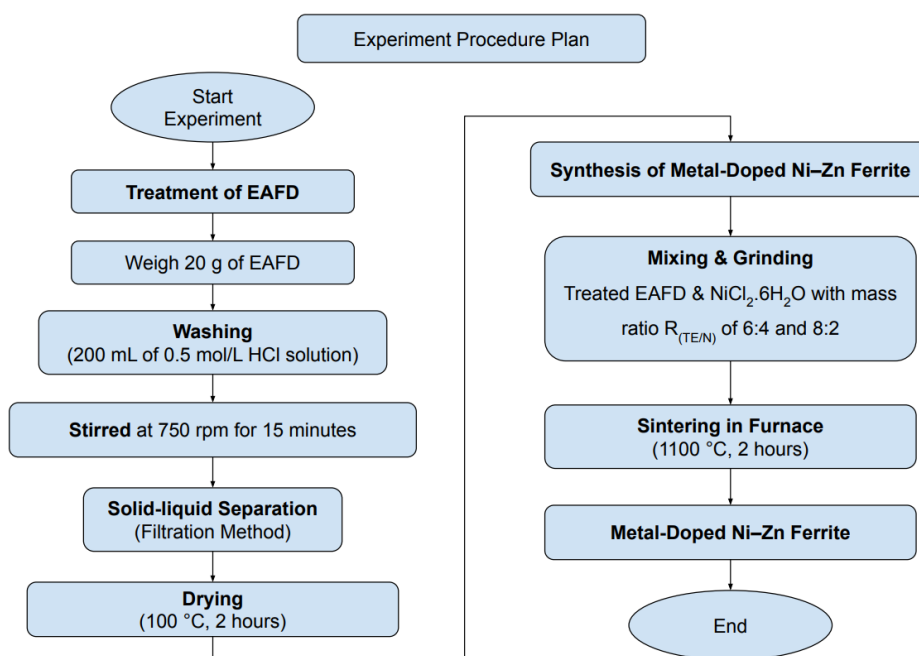 Experiment Procedure Plan
Start
Experiment
Treatment of EAFD
Weigh 20 g of EAFD
Washing
(200 mL of 0.5 mol/L HCl solution)
Stirred at 750 rpm for 15 minutes
Solid-liquid Separation
(Filtration Method)
Drying
(100 °C, 2 hours)
Synthesis of Metal-Doped Ni–Zn Ferrite
Mixing & Grinding
Treated EAFD & NiCl₂.6H₂O with mass
ratio R₍TE/N₎ of 6:4 and 8:2
Sintering in Furnace
(1100 °C, 2 hours)
Metal-Doped Ni–Zn Ferrite
End